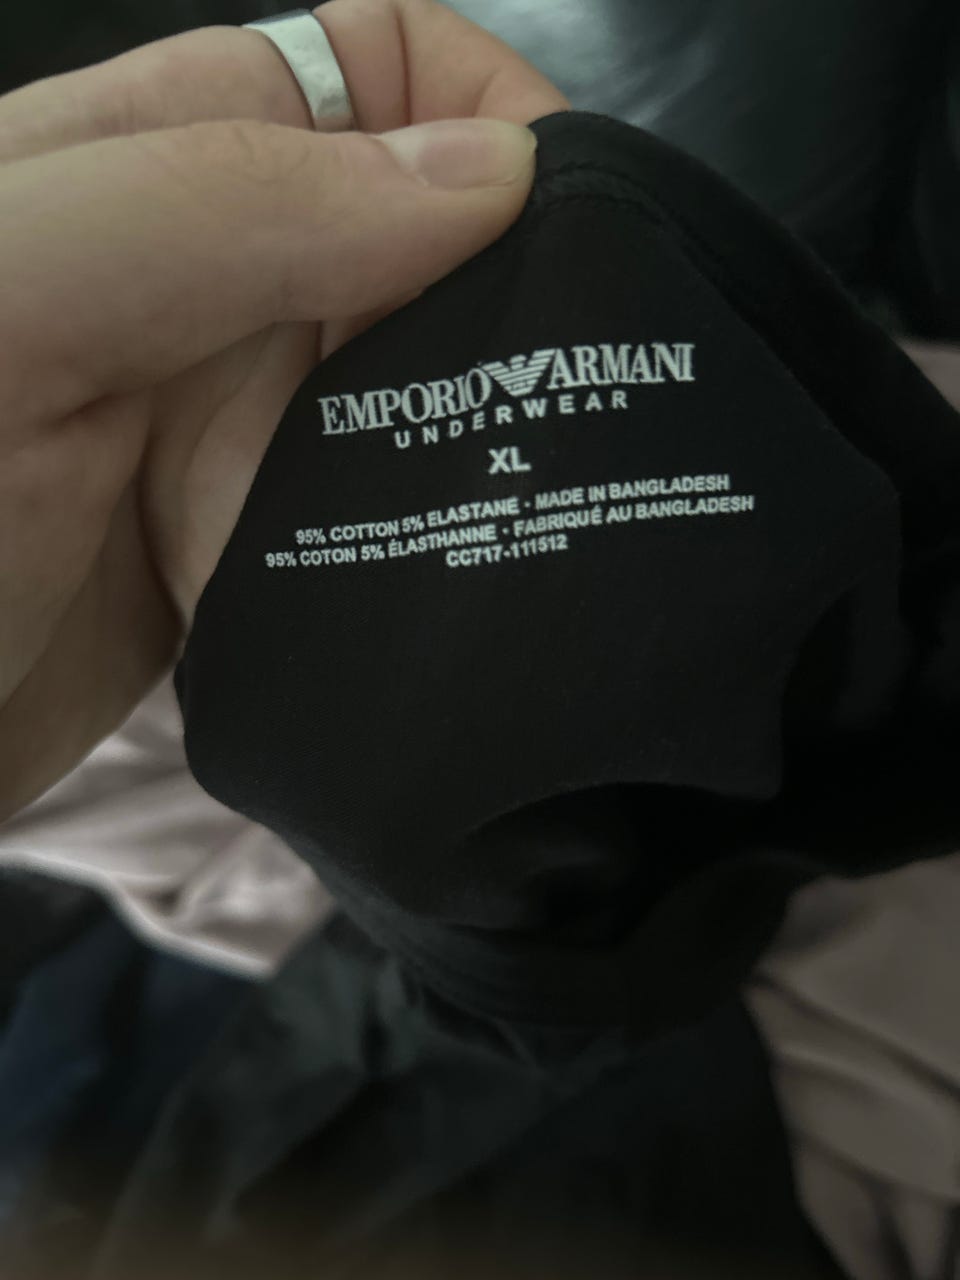 EMPORIO ARMANI
UNDERWEAR
XL
95% COTTON 5% ELASTANE · MADE IN BANGLADESH
95% COTON 5% ÉLASTHANNE · FABRIQUÉ AU BANGLADESH
CC717-111512